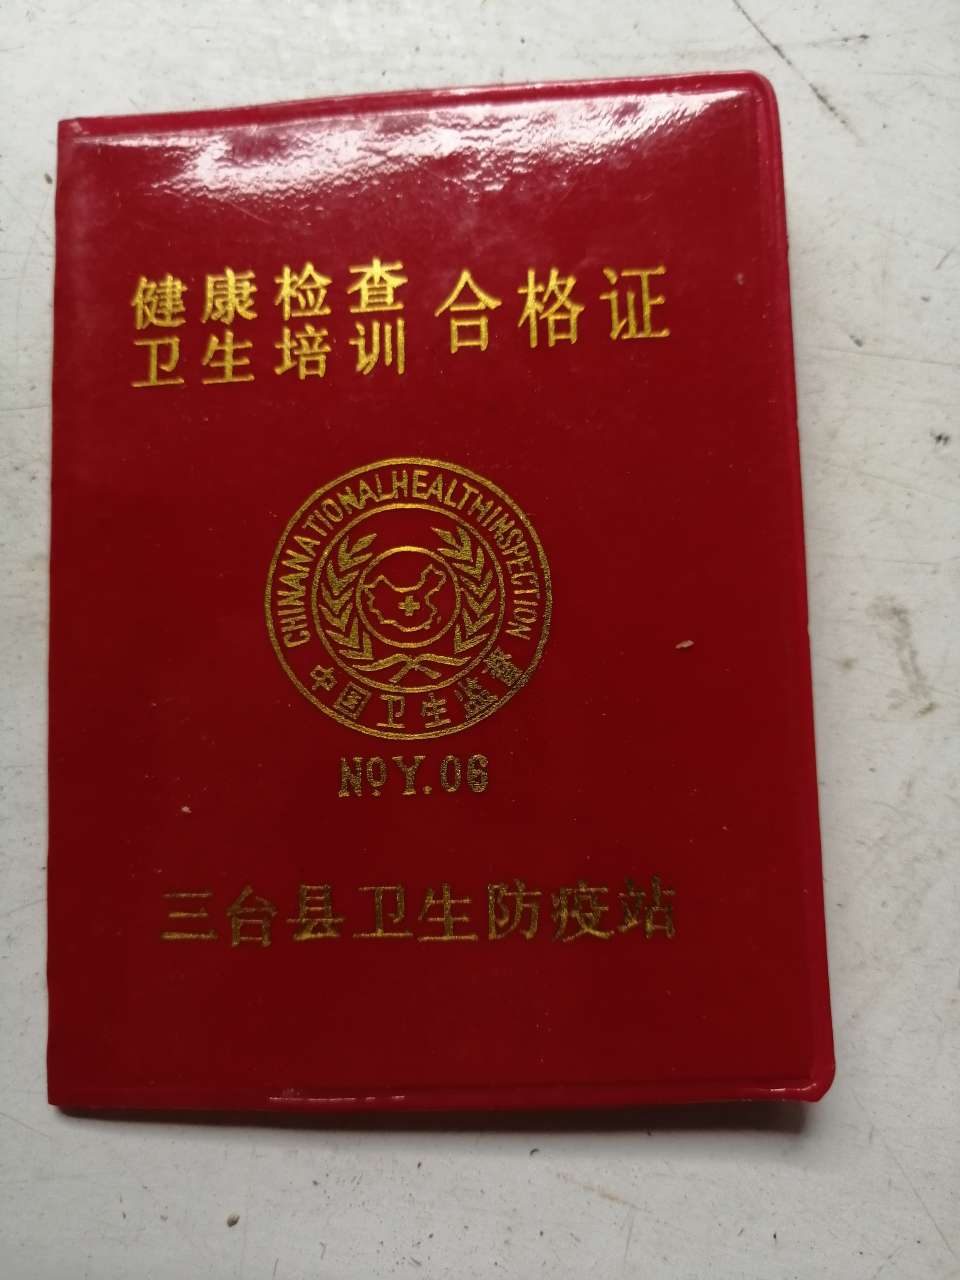 健康检查
卫生培训
合格证
CHINANATIONALHEALTHINSPECTION
中国卫生监督
NoY.06
三台县卫生防疫站